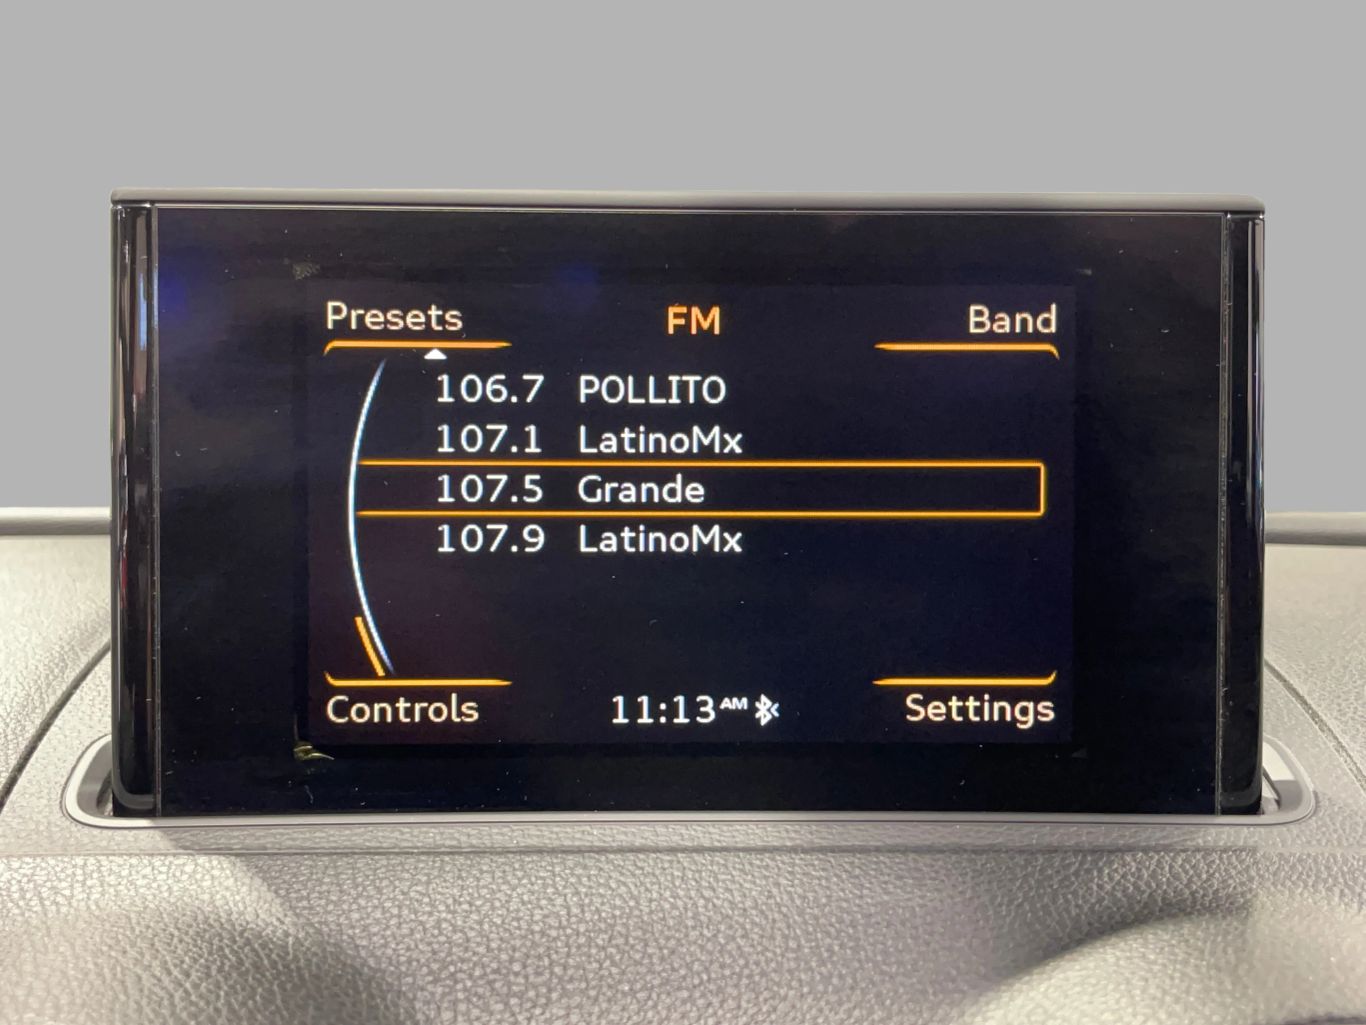 Presets FM Band
106.7 POLLITO
107.1 LatinoMx
107.5 Grande
107.9 LatinoMx
Controls 11:13 AM Settings